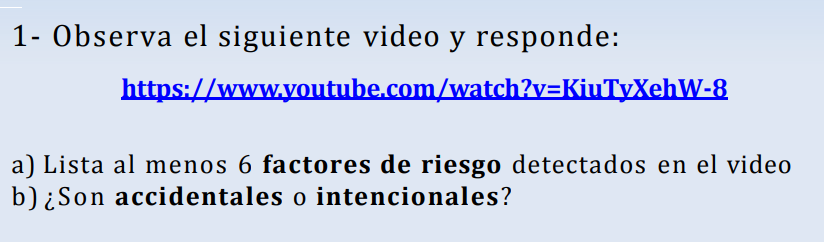 1- Observa el siguiente video y responde:
https://www.youtube.com/watch?v=KiuTyXehW-8
a) Lista al menos 6 factores de riesgo detectados en el video
b) ¿Son accidentales o intencionales?